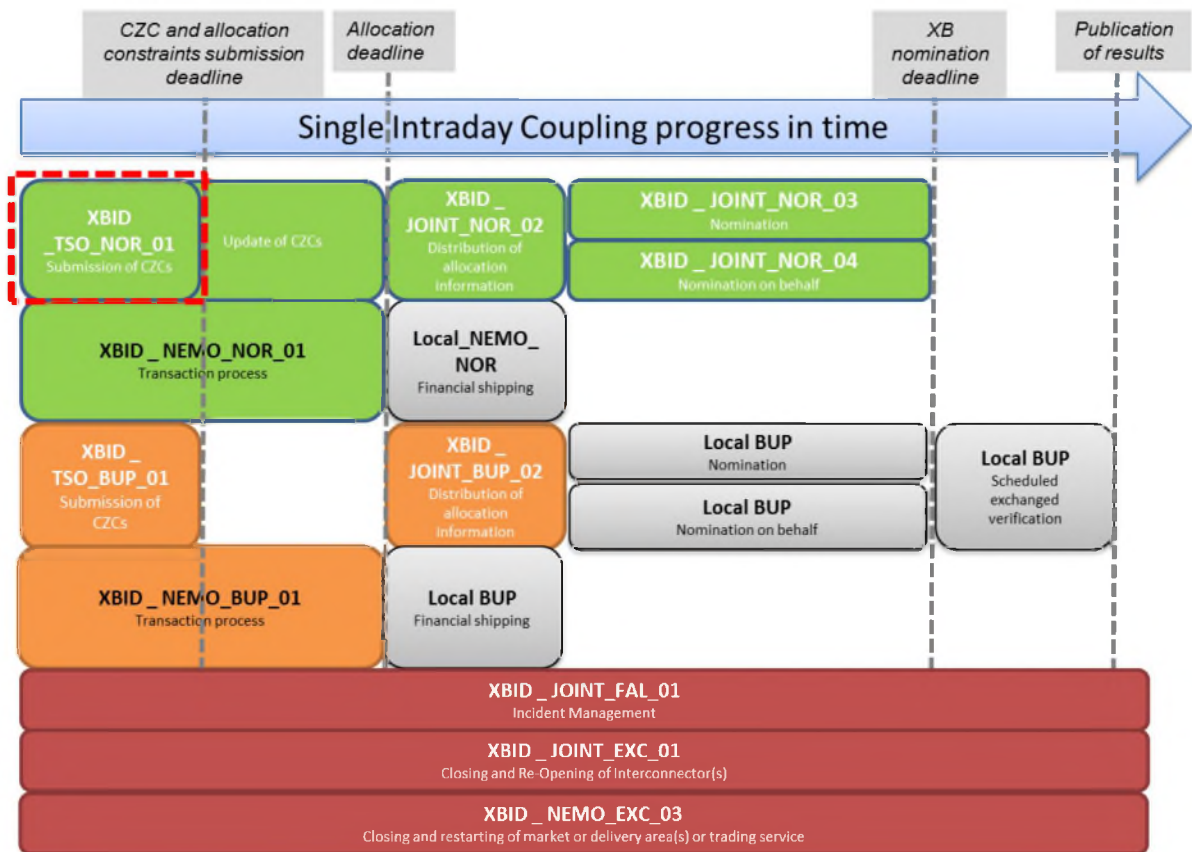 CZC and allocation
constraints submission
deadline
Allocation
deadline
XB
nomination
deadline
Publication
of results
Single Intraday Coupling progress in time
XBID
_TSO_NOR_01
Submission of CZCs
Update of CZCs
XBID _
JOINT_NOR_02
Distribution of
allocation
information
XBID _ JOINT_NOR_03
Nomination
XBID _ JOINT_NOR_04
Nomination on behalf
XBID _ NEMO_NOR_01
Transaction process
Local_NEMO_
NOR
Financial shipping
XBID _
TSO_BUP_01
Submission of
CZCs
XBID _
JOINT_BUP_02
Distribution of
allocation
information
Local BUP
Nomination
Local BUP
Nomination on behalf
Local BUP
Scheduled
exchanged
verification
XBID _ NEMO_BUP_01
Transaction process
Local BUP
Financial shipping
XBID _ JOINT_FAL_01
Incident Management
XBID _ JOINT_EXC_01
Closing and Re-Opening of Interconnector(s)
XBID _ NEMO_EXC_03
Closing and restarting of market or delivery area(s) or trading service